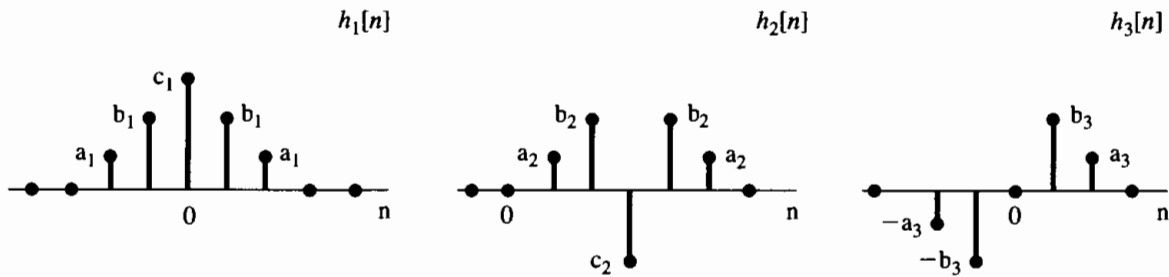 h₁[n]
c₁
b₁
b₁
a₁
a₁
0
n
h₂[n]
b₂
b₂
a₂
a₂
0
n
c₂
h₃[n]
b₃
a₃
0
n
−a₃
−b₃